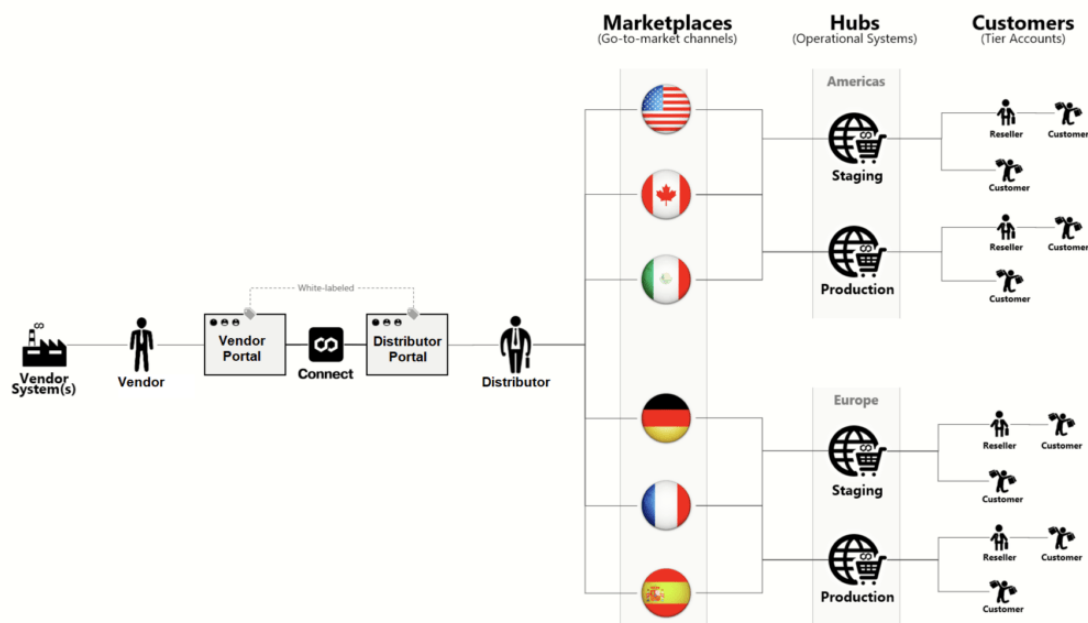 Marketplaces
(Go-to-market channels)
Hubs
(Operational Systems)
Customers
(Tier Accounts)
Americas
Staging
Reseller
Customer
Customer
Production
Reseller
Customer
Customer
White-labeled
Vendor
System(s)
Vendor
Vendor
Portal
Connect
Distributor
Portal
Distributor
Europe
Staging
Reseller
Customer
Customer
Production
Reseller
Customer
Customer